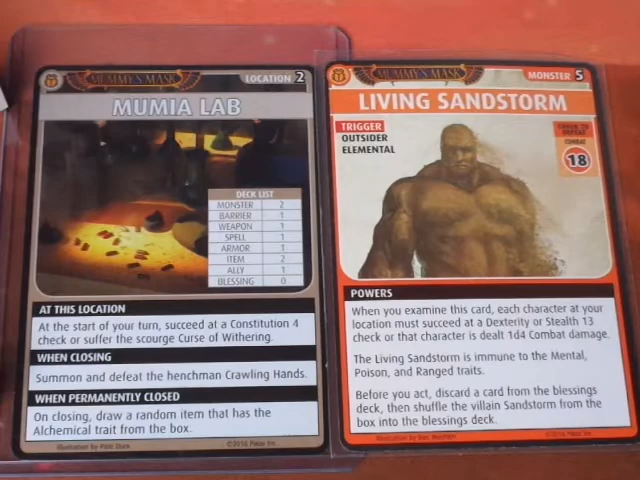 MUMMY'S MASK
LOCATION 2
MUMIA LAB
DECK LIST
MONSTER 2
BARRIER 1
WEAPON 1
SPELL 1
ARMOR 1
ITEM 2
ALLY 1
BLESSING 0
AT THIS LOCATION
At the start of your turn, succeed at a Constitution 4
check or suffer the scourge Curse of Withering.
WHEN CLOSING
Summon and defeat the henchman Crawling Hands.
WHEN PERMANENTLY CLOSED
On closing, draw a random item that has the
Alchemical trait from the box.
Illustration by
©2016 Paizo Inc.
MUMMY'S MASK
MONSTER 5
LIVING SANDSTORM
TRIGGER
OUTSIDER
ELEMENTAL
CHECK TO
DEFEAT
COMBAT
18
POWERS
When you examine this card, each character at your
location must succeed at a Dexterity or Stealth 13
check or that character is dealt 1d4 Combat damage.
The Living Sandstorm is immune to the Mental,
Poison, and Ranged traits.
Before you act, discard a card from the blessings
deck, then shuffle the villain Sandstorm from the
box into the blessings deck.
Illustration by
©2016 Paizo Inc.